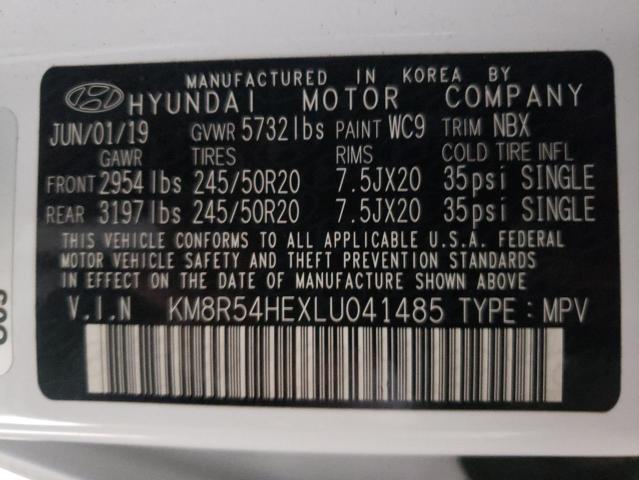 MANUFACTURED IN KOREA BY
HYUNDAI MOTOR COMPANY
JUN/01/19 GVWR 5732 lbs PAINT WC9 TRIM NBX
GAWR TIRES RIMS COLD TIRE INFL
FRONT 2954 lbs 245/50R20 7.5JX20 35psi SINGLE
REAR 3197 lbs 245/50R20 7.5JX20 35psi SINGLE
THIS VEHICLE CONFORMS TO ALL APPLICABLE U.S.A. FEDERAL
MOTOR VEHICLE SAFETY AND THEFT PREVENTION STANDARDS
IN EFFECT ON THE DATE OF MANUFACTURE SHOWN ABOVE.
V.I.N KM8R54HEXLU041485 TYPE : MPV